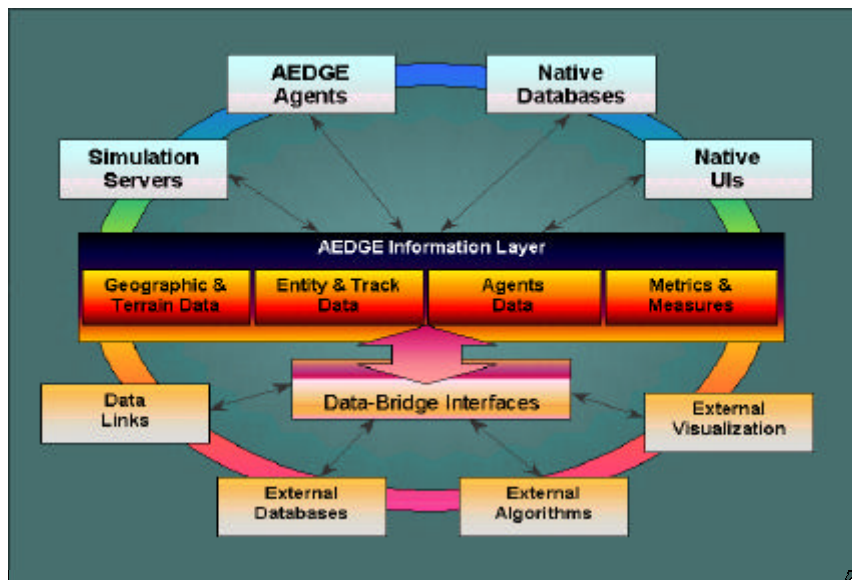 AEDGE
Agents
Native
Databases
Simulation
Servers
Native
UIs
AEDGE Information Layer
Geographic &
Terrain Data
Entity & Track
Data
Agents
Data
Metrics &
Measures
Data-Bridge Interfaces
Data
Links
External
Visualization
External
Databases
External
Algorithms